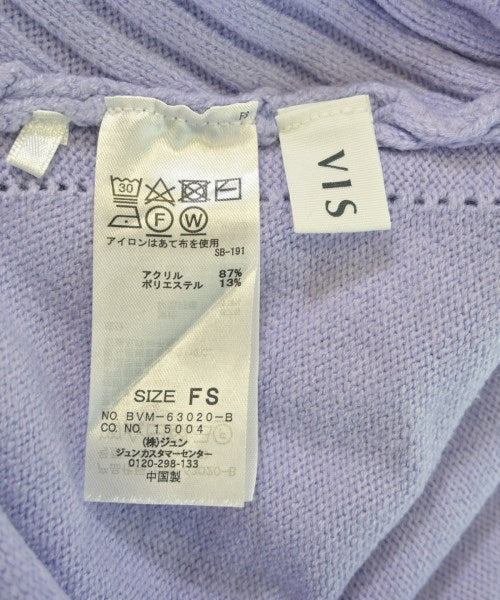 FS
VIS
30
F W
アイロンはあて布を使用
SB-191
アクリル 87%
ポリエステル 13%
SIZE FS
NO. BVM-63020-B
CO. NO. 15004
(株)ジュン
ジュンカスタマーセンター
0120-298-133
中国製